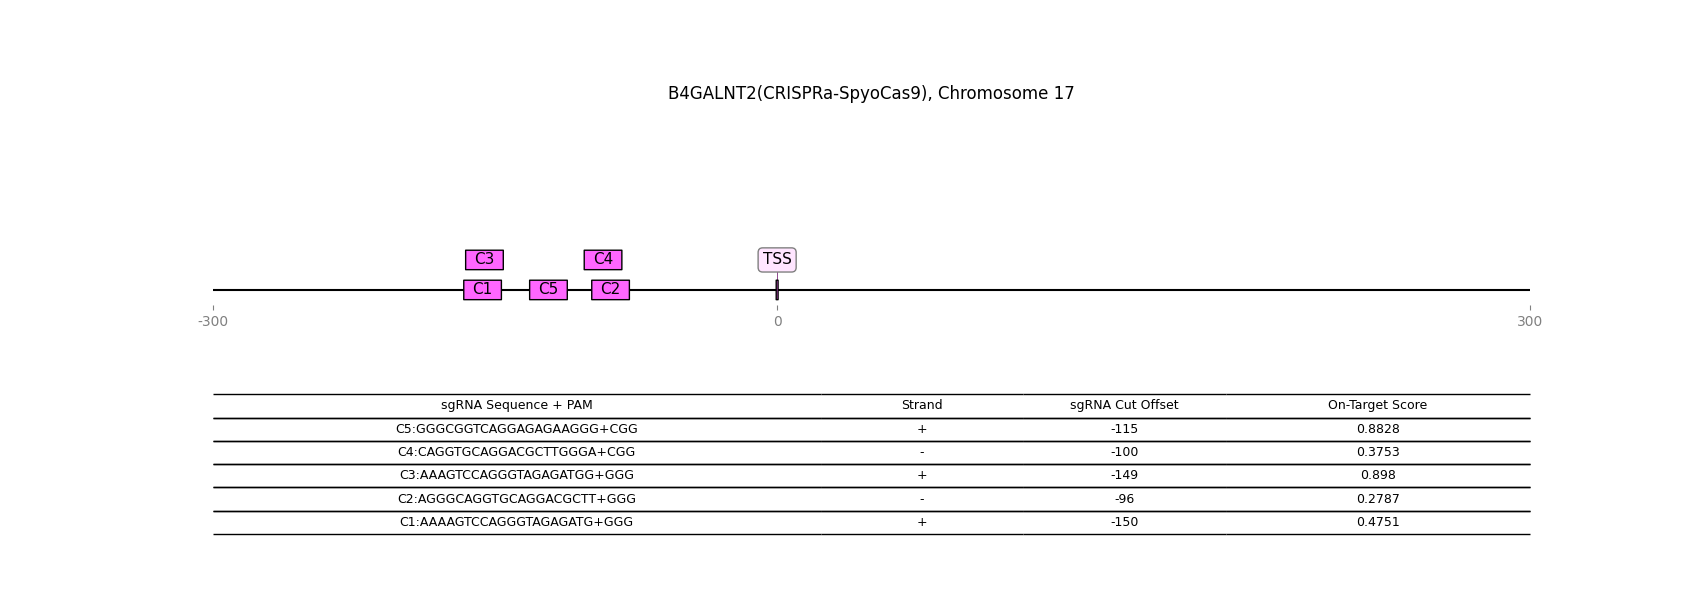 B4GALNT2(CRISPRa-SpyoCas9), Chromosome 17
C3 C4 TSS
C1 C5 C2
-300 0 300
sgRNA Sequence + PAM Strand sgRNA Cut Offset On-Target Score
C5:GGGCGGTCAGGAGAGAAGGG+CGG + -115 0.8828
C4:CAGGTGCAGGACGCTTGGGA+CGG - -100 0.3753
C3:AAAGTCCAGGGTAGAGATGG+GGG + -149 0.898
C2:AGGGCAGGTGCAGGACGCTT+GGG - -96 0.2787
C1:AAAAGTCCAGGGTAGAGATG+GGG + -150 0.4751